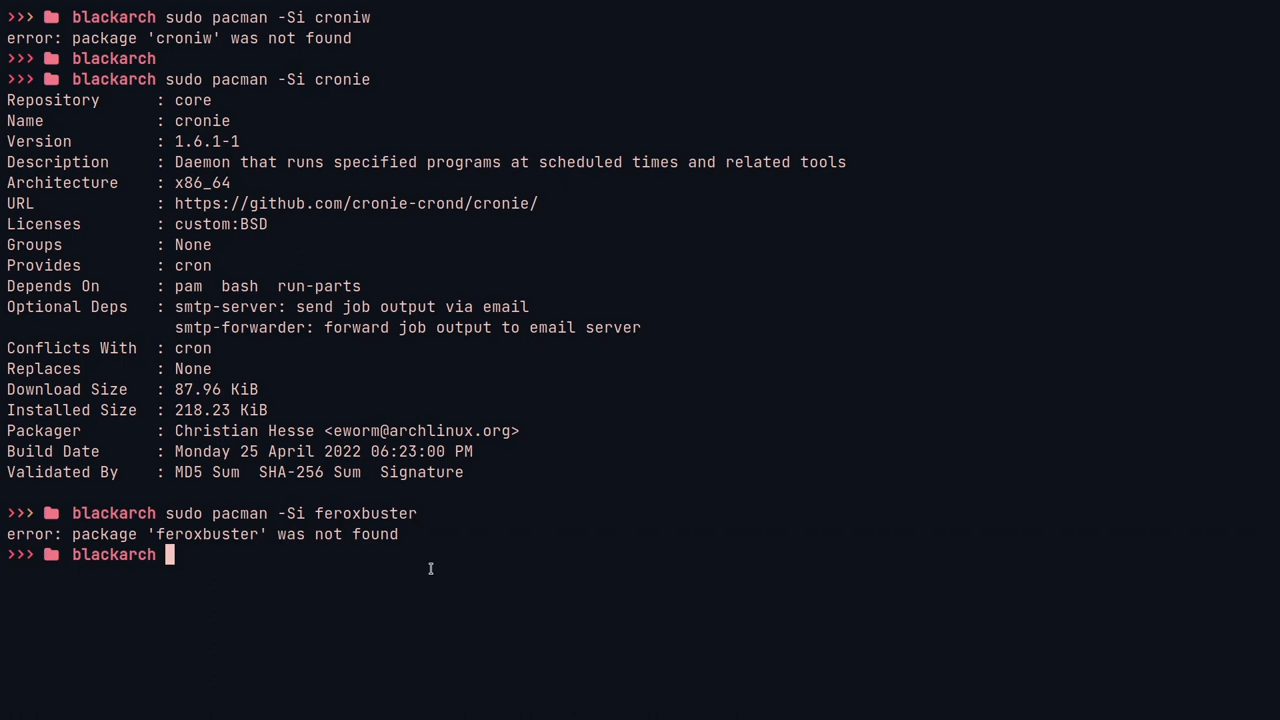 >>> blackarch sudo pacman -Si croniw
error: package 'croniw' was not found
>>> blackarch
>>> blackarch sudo pacman -Si cronie
Repository      : core
Name            : cronie
Version         : 1.6.1-1
Description     : Daemon that runs specified programs at scheduled times and related tools
Architecture    : x86_64
URL             : https://github.com/cronie-crond/cronie/
Licenses        : custom:BSD
Groups          : None
Provides        : cron
Depends On      : pam  bash  run-parts
Optional Deps   : smtp-server: send job output via email
                  smtp-forwarder: forward job output to email server
Conflicts With  : cron
Replaces        : None
Download Size   : 87.96 KiB
Installed Size  : 218.23 KiB
Packager        : Christian Hesse <eworm@archlinux.org>
Build Date      : Monday 25 April 2022 06:23:00 PM
Validated By    : MD5 Sum  SHA-256 Sum  Signature
>>> blackarch sudo pacman -Si feroxbuster
error: package 'feroxbuster' was not found
>>> blackarch